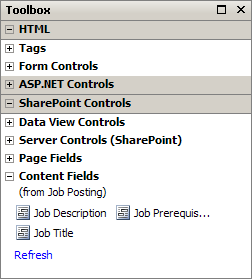 Toolbox
HTML
Tags
Form Controls
ASP.NET Controls
SharePoint Controls
Data View Controls
Server Controls (SharePoint)
Page Fields
Content Fields
(from Job Posting)
Job Description Job Prerequis...
Job Title
Refresh